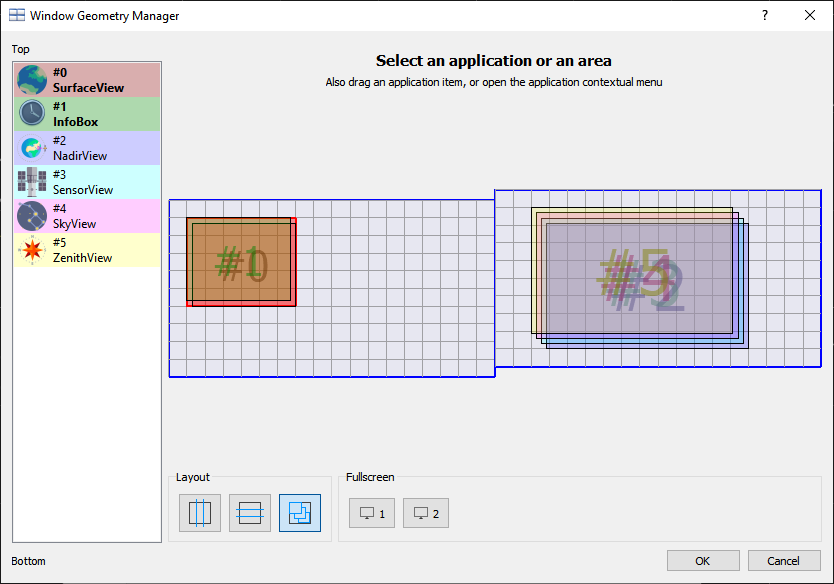 Window Geometry Manager
?
Top
#0
SurfaceView
#1
InfoBox
#2
NadirView
#3
SensorView
#4
SkyView
#5
ZenithView
Select an application or an area
Also drag an application item, or open the application contextual menu
#1
#0
#5
#4
#2
Layout
Fullscreen
1
2
Bottom
OK
Cancel